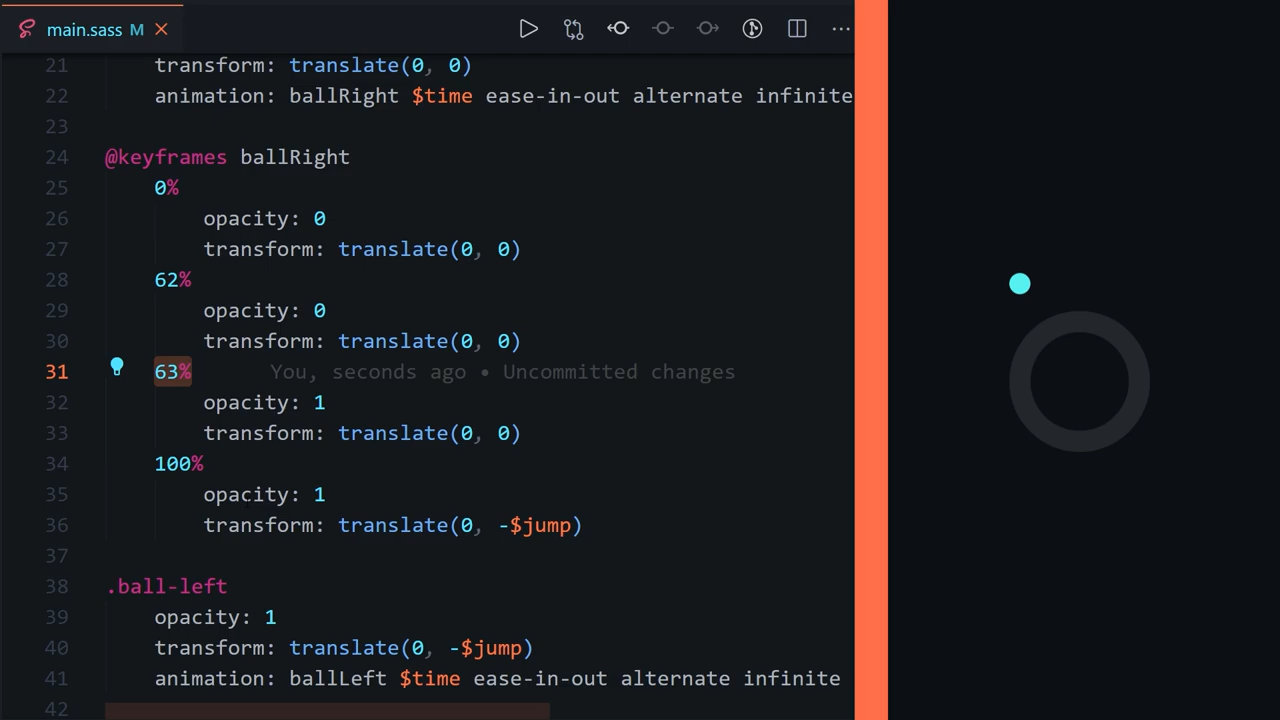 main.sass M
21 transform: translate(0, 0)
22 animation: ballRight $time ease-in-out alternate infinite
23
24 @keyframes ballRight
25 0%
26 opacity: 0
27 transform: translate(0, 0)
28 62%
29 opacity: 0
30 transform: translate(0, 0)
31 63% You, seconds ago • Uncommitted changes
32 opacity: 1
33 transform: translate(0, 0)
34 100%
35 opacity: 1
36 transform: translate(0, -$jump)
37
38 .ball-left
39 opacity: 1
40 transform: translate(0, -$jump)
41 animation: ballLeft $time ease-in-out alternate infinite
42